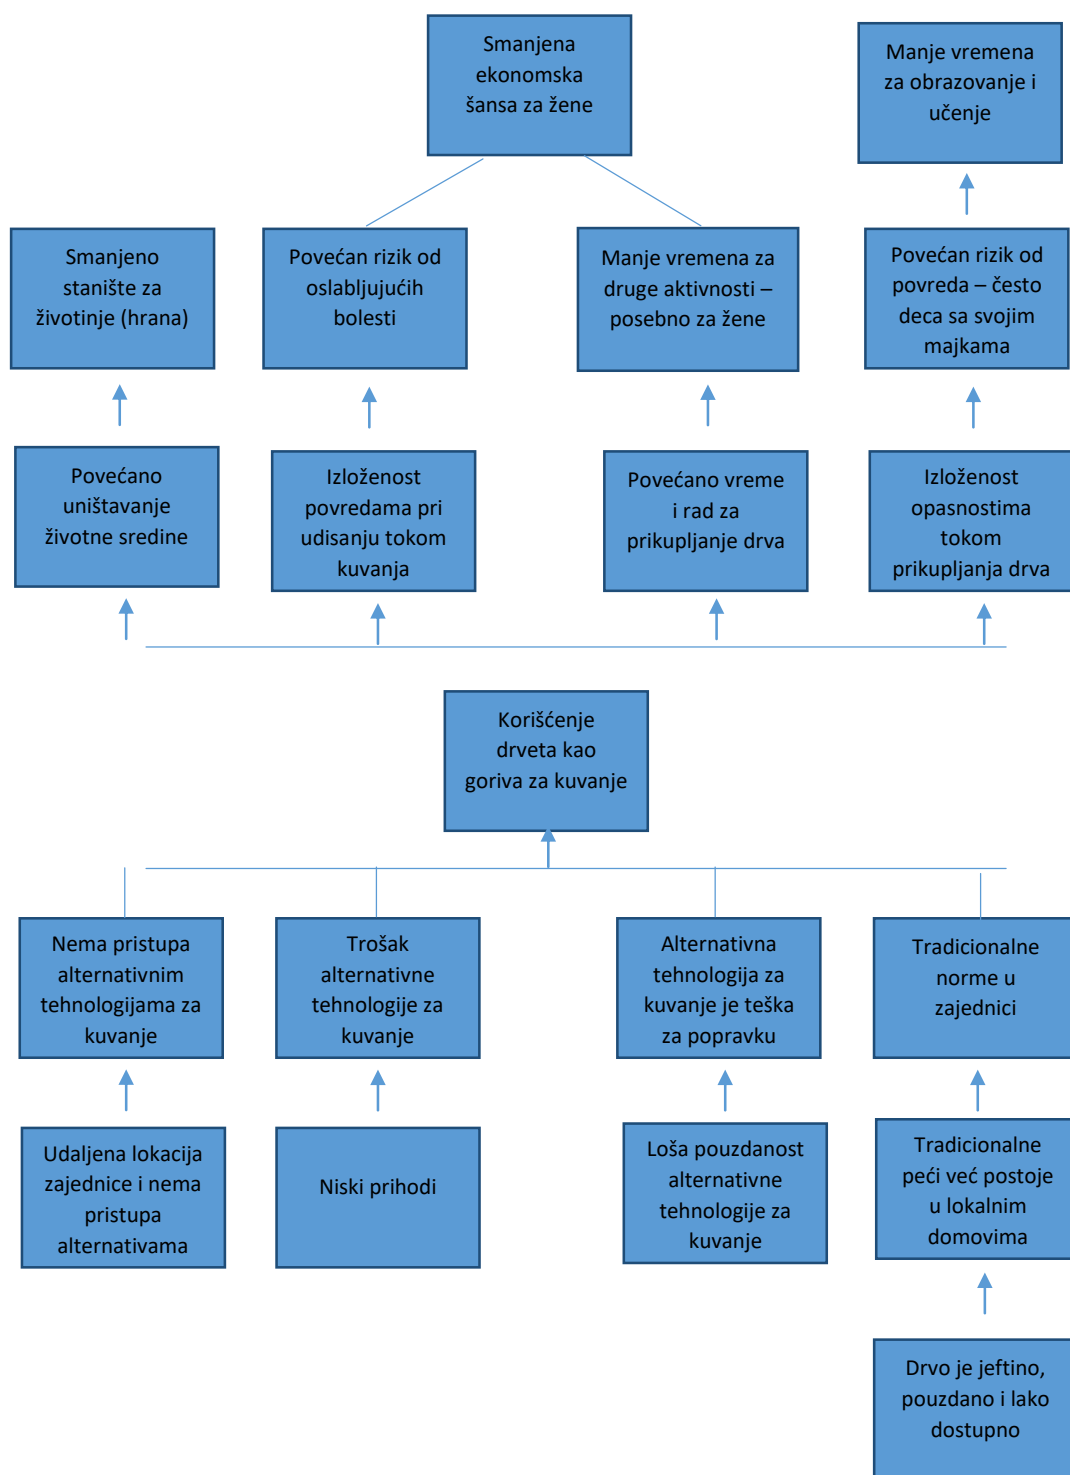 Smanjena
ekonomska
šansa za žene
Manje vremena
za obrazovanje i
učenje
Smanjeno
stanište za
životinje (hrana)
Povećan rizik od
oslabljujućih
bolesti
Manje vremena za
druge aktivnosti –
posebno za žene
Povećan rizik od
povreda – često
deca sa svojim
majkama
Povećano
uništavanje
životne sredine
Izloženost
povredama pri
udisanju tokom
kuvanja
Povećano vreme
i rad za
prikupljanje drva
Izloženost
opasnostima
tokom
prikupljanja drva
Korišćenje
drveta kao
goriva za kuvanje
Nema pristupa
alternativnim
tehnologijama za
kuvanje
Trošak
alternativne
tehnologije za
kuvanje
Alternativna
tehnologija za
kuvanje je teška
za popravku
Tradicionalne
norme u
zajednici
Udaljena lokacija
zajednice i nema
pristupa
alternativama
Niski prihodi
Loša pouzdanost
alternativne
tehnologije za
kuvanje
Tradicionalne
peći već postoje
u lokalnim
domovima
Drvo je jeftino,
pouzdano i lako
dostupno